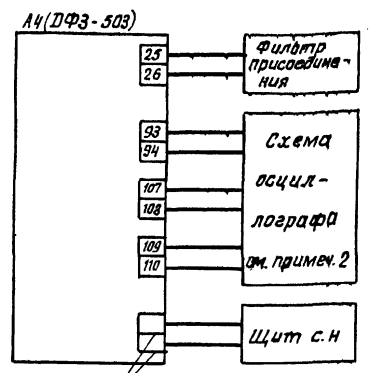 А4(ДФЗ-503)
25
26
Фильтр
присоедине-
ния
93
94
107
108
109
110
Схема
осцил-
лографа
см. примеч. 2
Щит с.н